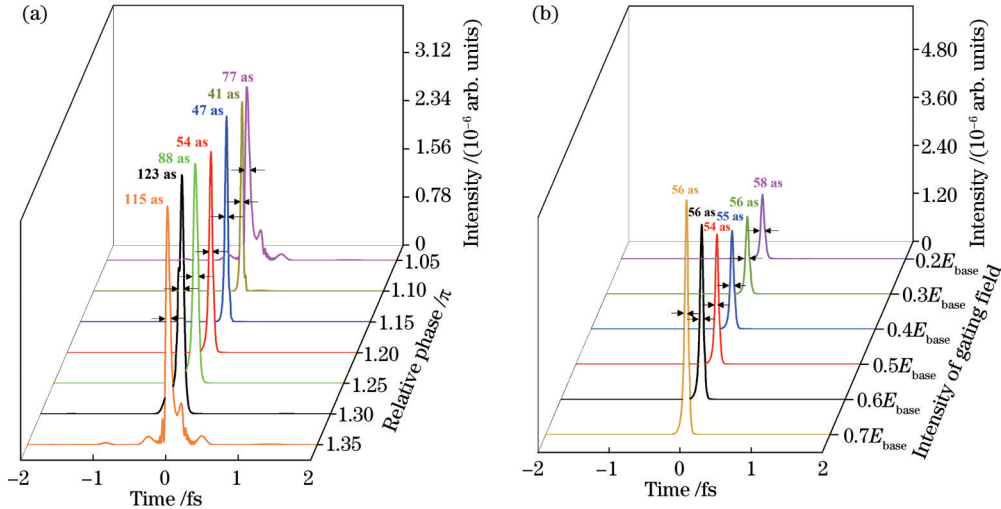 (a)
3.12
2.34
1.56
0.78
0
Intensity /(10⁻⁶ arb. units)
77 as
41 as
47 as
54 as
88 as
123 as
115 as
1.05
1.10
1.15
1.20
1.25
1.30
1.35
Relative phase /π
−2
−1
0
1
2
Time /fs
(b)
4.80
3.60
2.40
1.20
0
Intensity /(10⁻⁶ arb. units)
58 as
56 as
55 as
54 as
56 as
56 as
0.2E_base
0.3E_base
0.4E_base
0.5E_base
0.6E_base
0.7E_base
Intensity of gating field
−2
−1
0
1
2
Time /fs